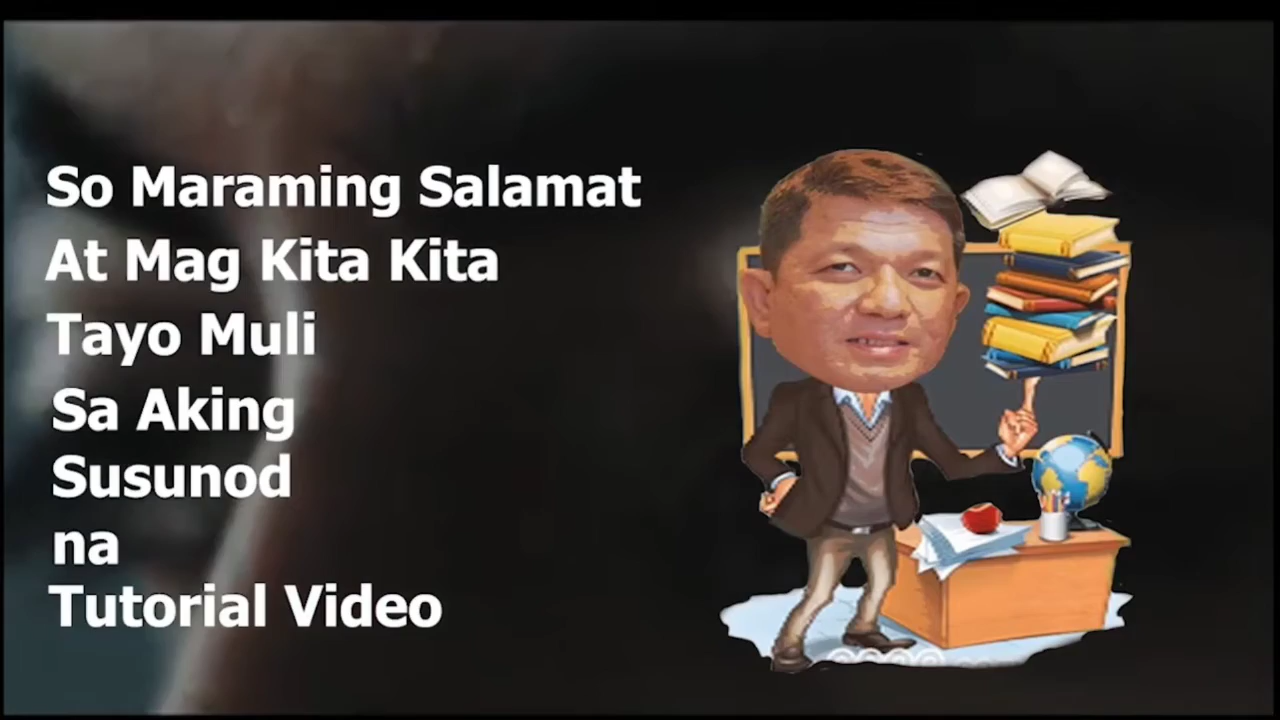 So Maraming Salamat
At Mag Kita Kita
Tayo Muli
Sa Aking
Susunod
na
Tutorial Video